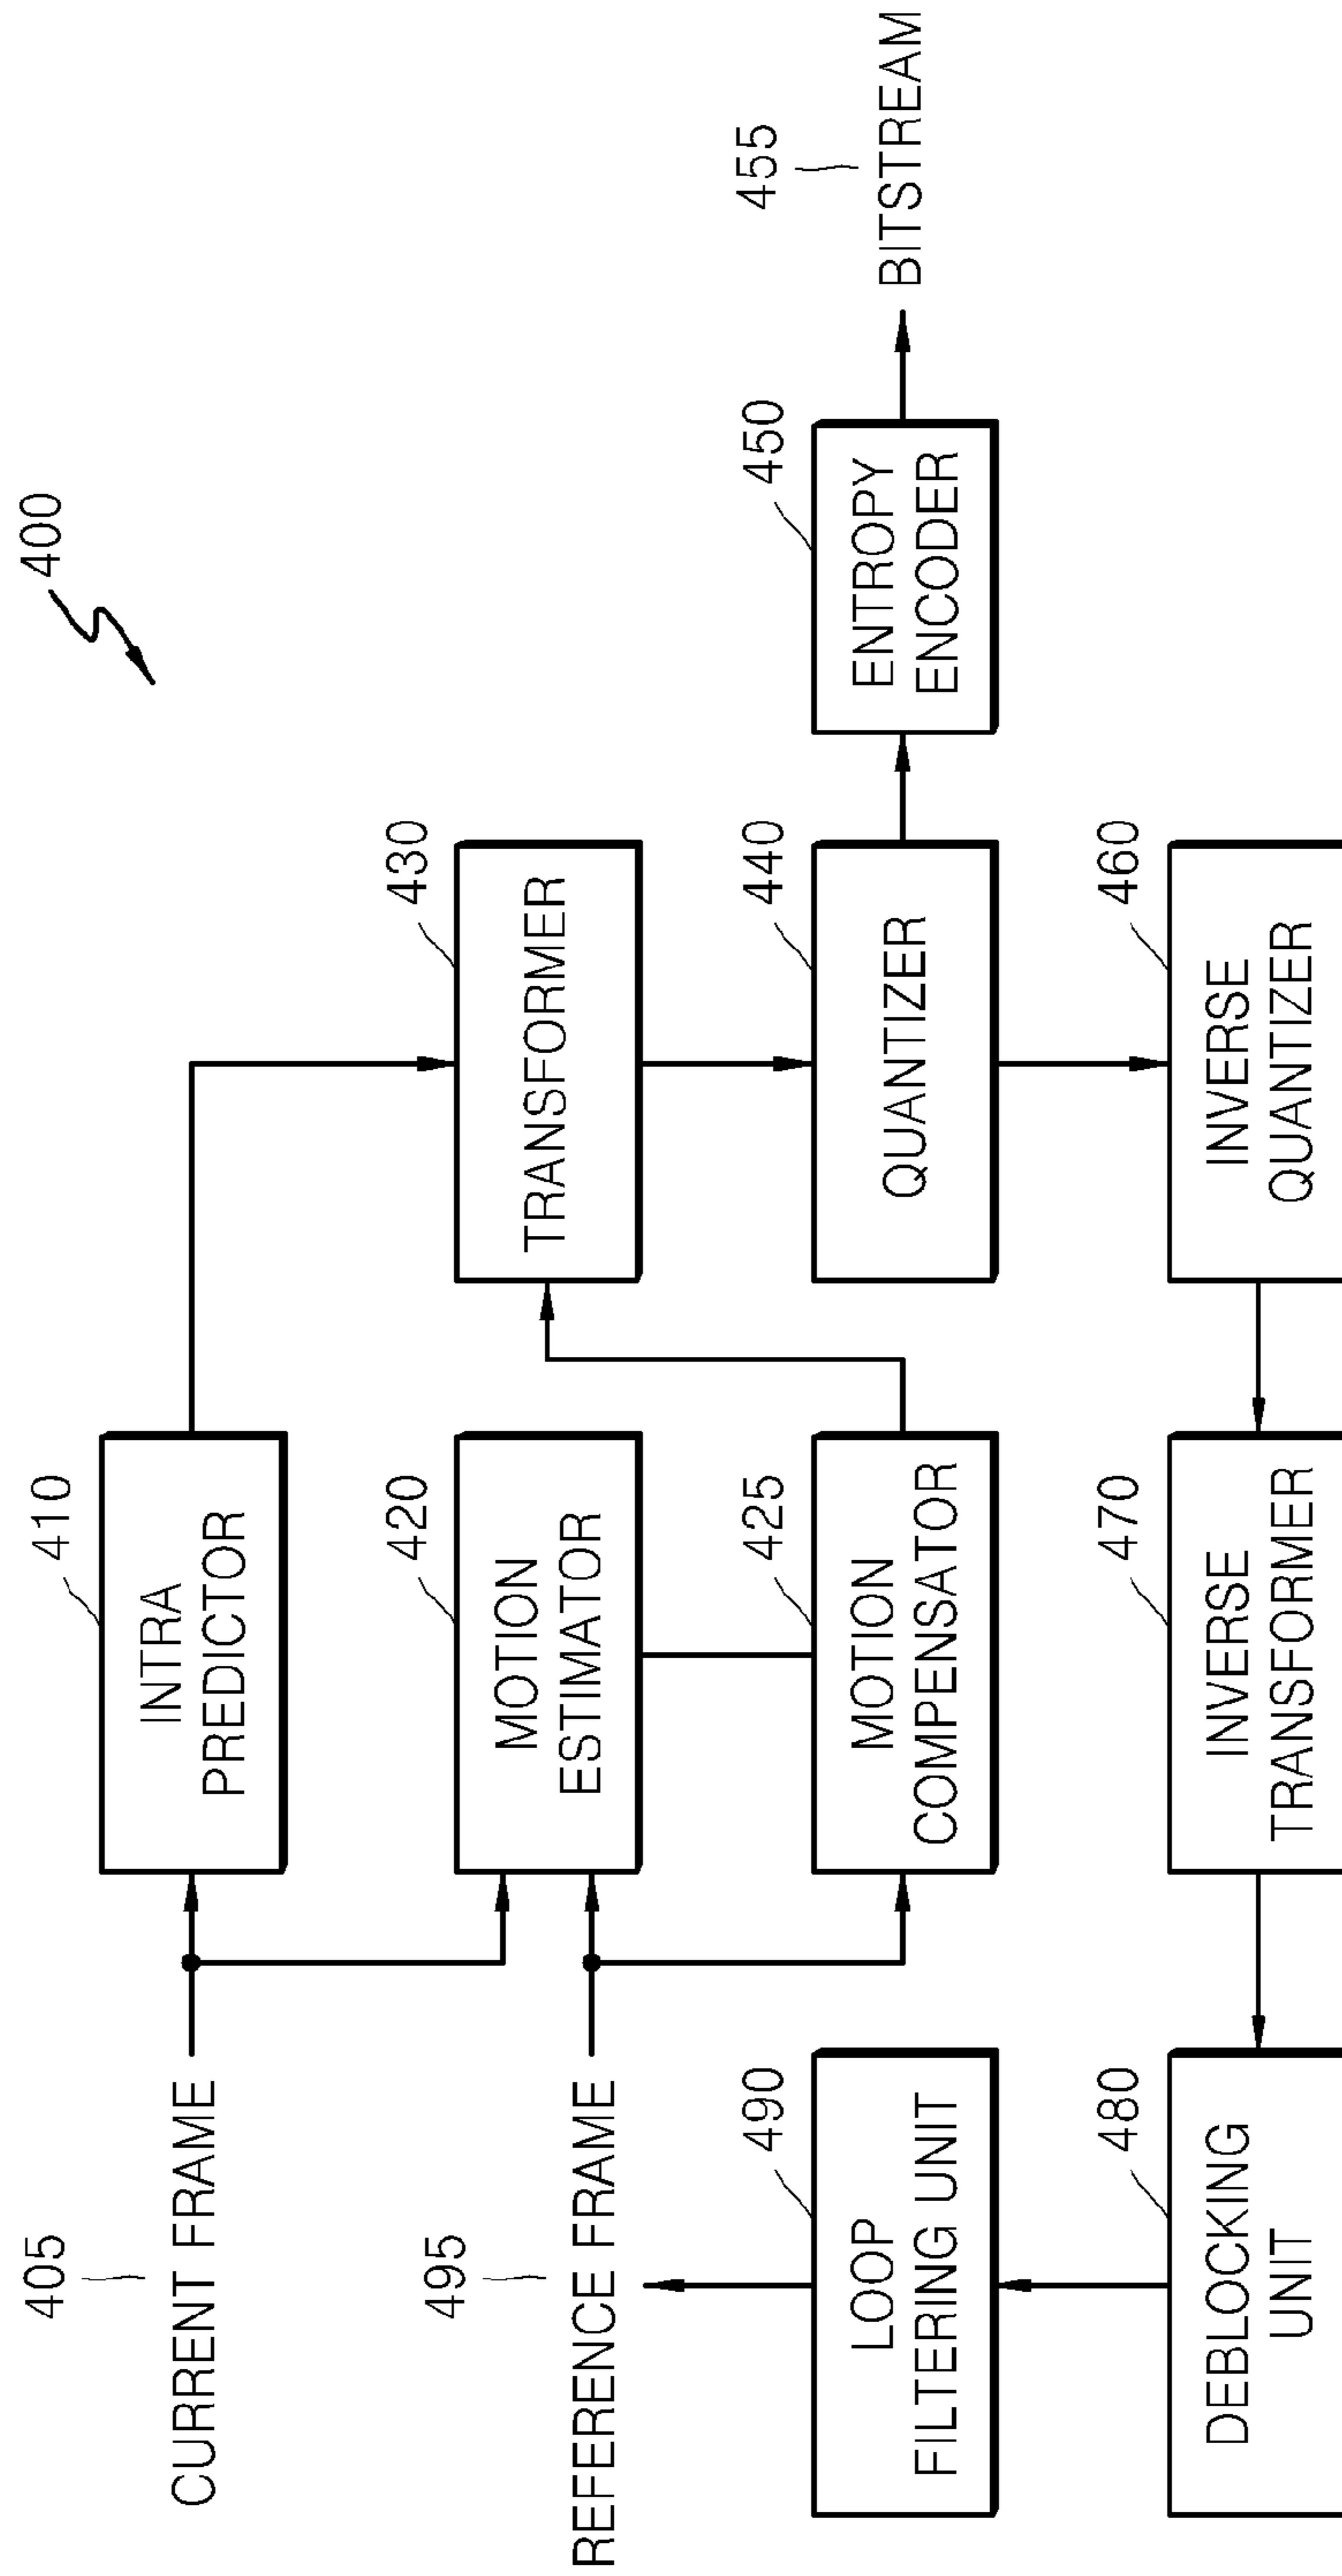 400
405
CURRENT FRAME
410
INTRA
PREDICTOR
495
REFERENCE FRAME
420
MOTION
ESTIMATOR
430
TRANSFORMER
490
LOOP
FILTERING UNIT
425
MOTION
COMPENSATOR
440
QUANTIZER
450
ENTROPY
ENCODER
455
BITSTREAM
480
DEBLOCKING
UNIT
470
INVERSE
TRANSFORMER
460
INVERSE
QUANTIZER